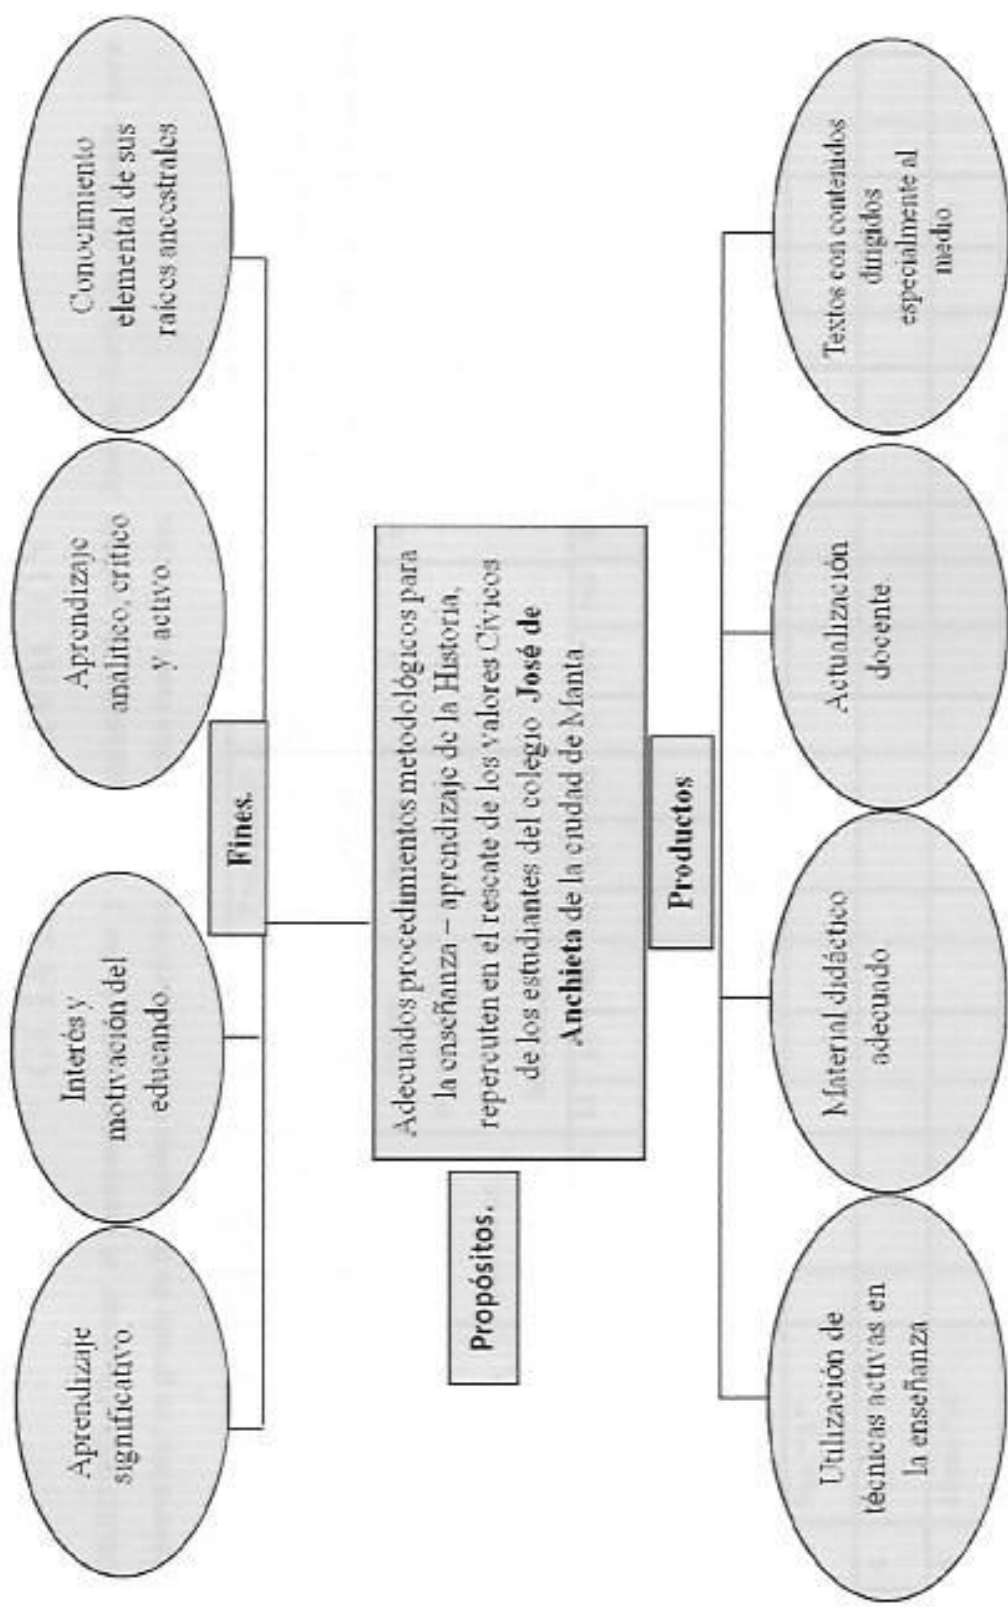 Aprendizaje
significativo.
Interés y
motivación del
educando.
Aprendizaje
analítico, crítico
y activo.
Conocimiento
elemental de sus
raíces ancestrales
Fines.
Propósitos.
Adecuados procedimientos metodológicos para
la enseñanza – aprendizaje de la Historia,
repercuten en el rescate de los valores Cívicos
de los estudiantes del colegio José de
Anchieta de la ciudad de Manta.
Productos
Utilización de
técnicas activas en
la enseñanza
Material didáctico
adecuado
Actualización
docente.
Textos con contenidos
dirigidos
especialmente al
medio